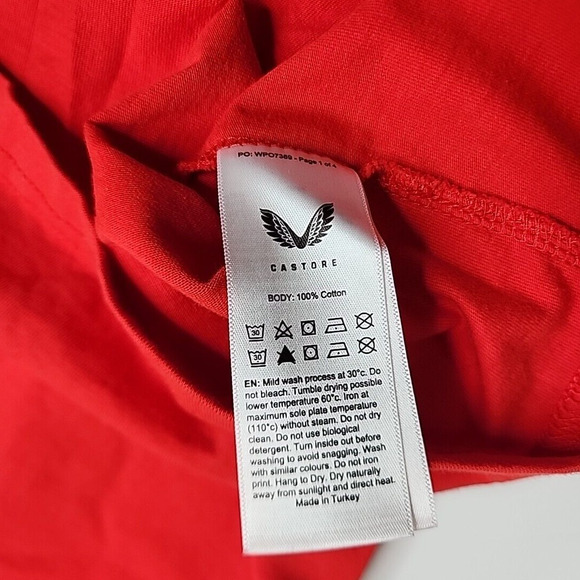 PO: WPO7389 - Page 1 of 4
CASTORE
BODY: 100% Cotton
30
30
EN: Mild wash process at 30°c. Do
not bleach. Tumble drying possible
lower temperature 60°c. Iron at
maximum sole plate temperature
(110°c) without steam. Do not dry
clean. Do not use biological
detergent. Turn inside out before
washing to avoid snagging. Wash
with similar colours. Do not iron
print. Hang to Dry. Dry naturally
away from sunlight and direct heat.
Made in Turkey